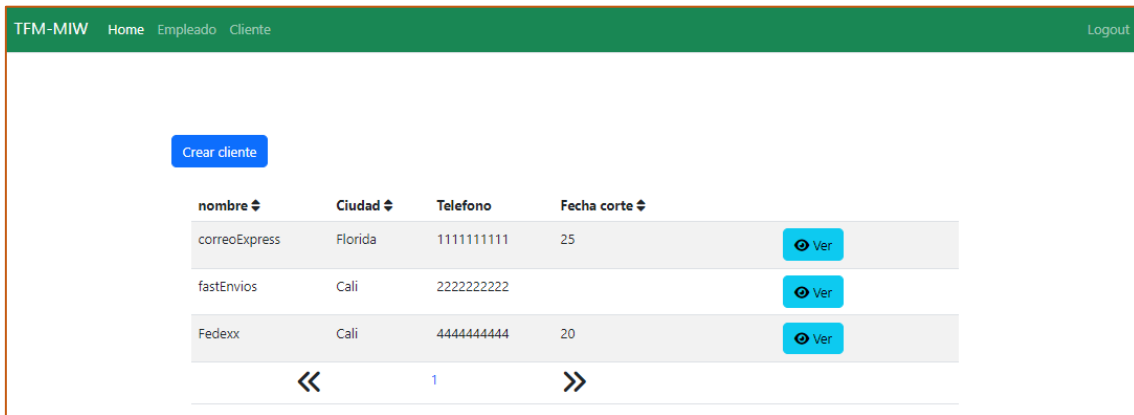 TFM-MIW Home Empleado Cliente Logout
Crear cliente
nombre Ciudad Telefono Fecha corte
correoExpress Florida 1111111111 25 Ver
fastEnvios Cali 2222222222 Ver
Fedexx Cali 4444444444 20 Ver
« 1 »